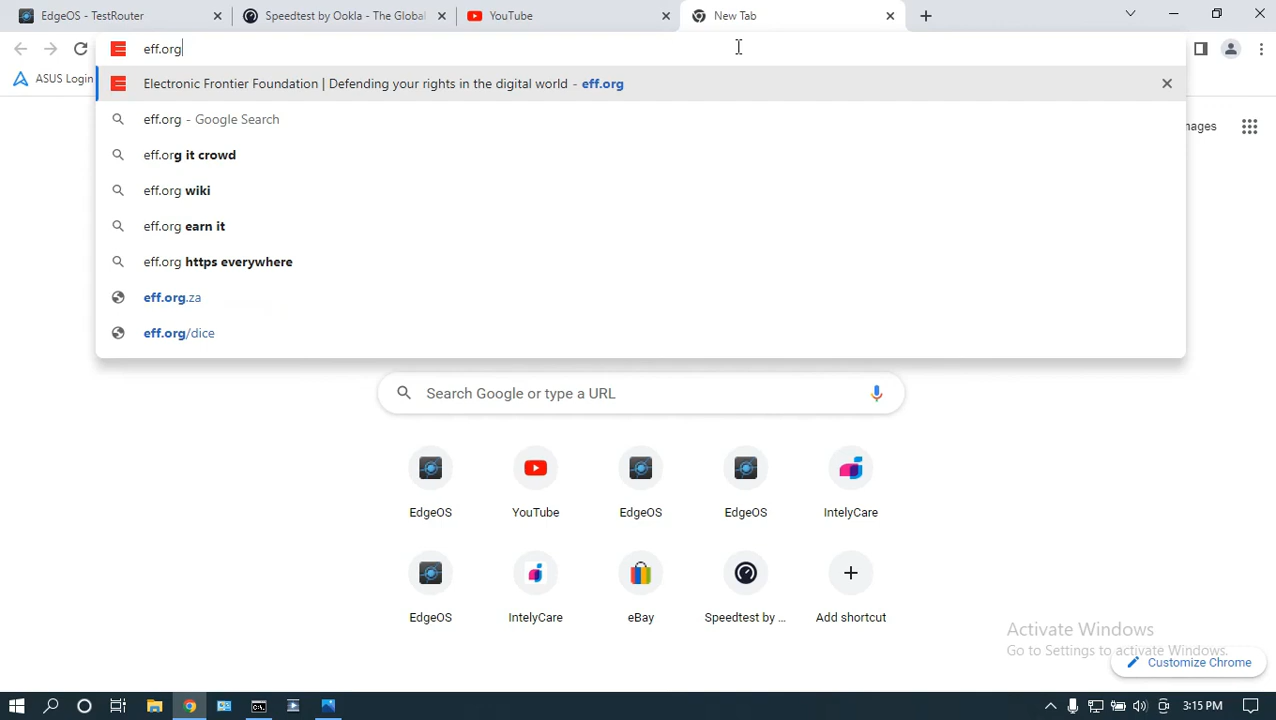 EdgeOS - TestRouter
Speedtest by Ookla - The Global
YouTube
New Tab
eff.org
ASUS Login
Electronic Frontier Foundation | Defending your rights in the digital world - eff.org
eff.org - Google Search
eff.org it crowd
eff.org wiki
eff.org earn it
eff.org https everywhere
eff.org.za
eff.org/dice
ages
Search Google or type a URL
EdgeOS
YouTube
EdgeOS
EdgeOS
IntelyCare
EdgeOS
IntelyCare
eBay
Speedtest by ...
Add shortcut
Activate Windows
Go to Settings to activate Windows.
Customize Chrome
3:15 PM